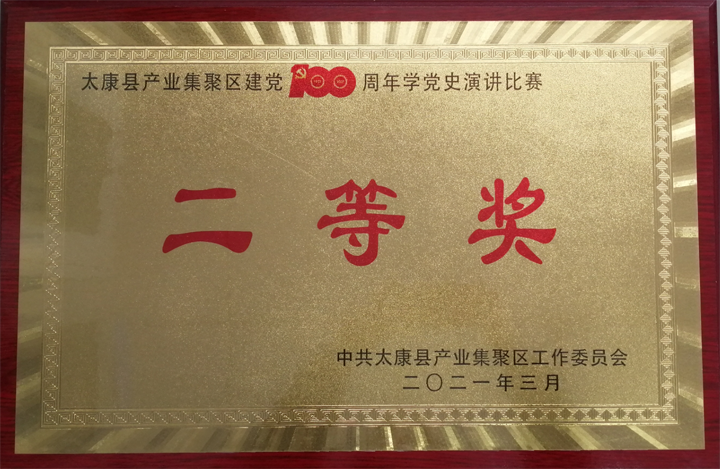 太康县产业集聚区建党100周年学党史演讲比赛
二等奖
中共太康县产业集聚区工作委员会
二〇二一年三月